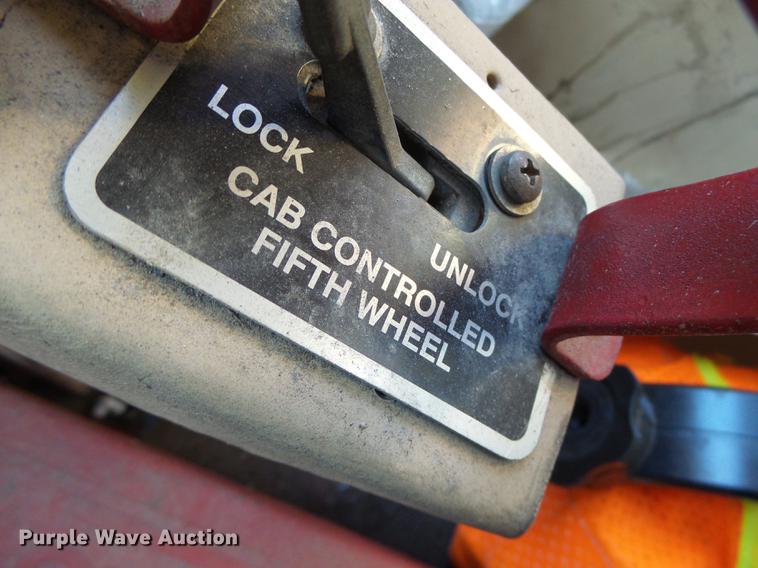 LOCK
UNLOCK
CAB CONTROLLED
FIFTH WHEEL
Purple Wave Auction